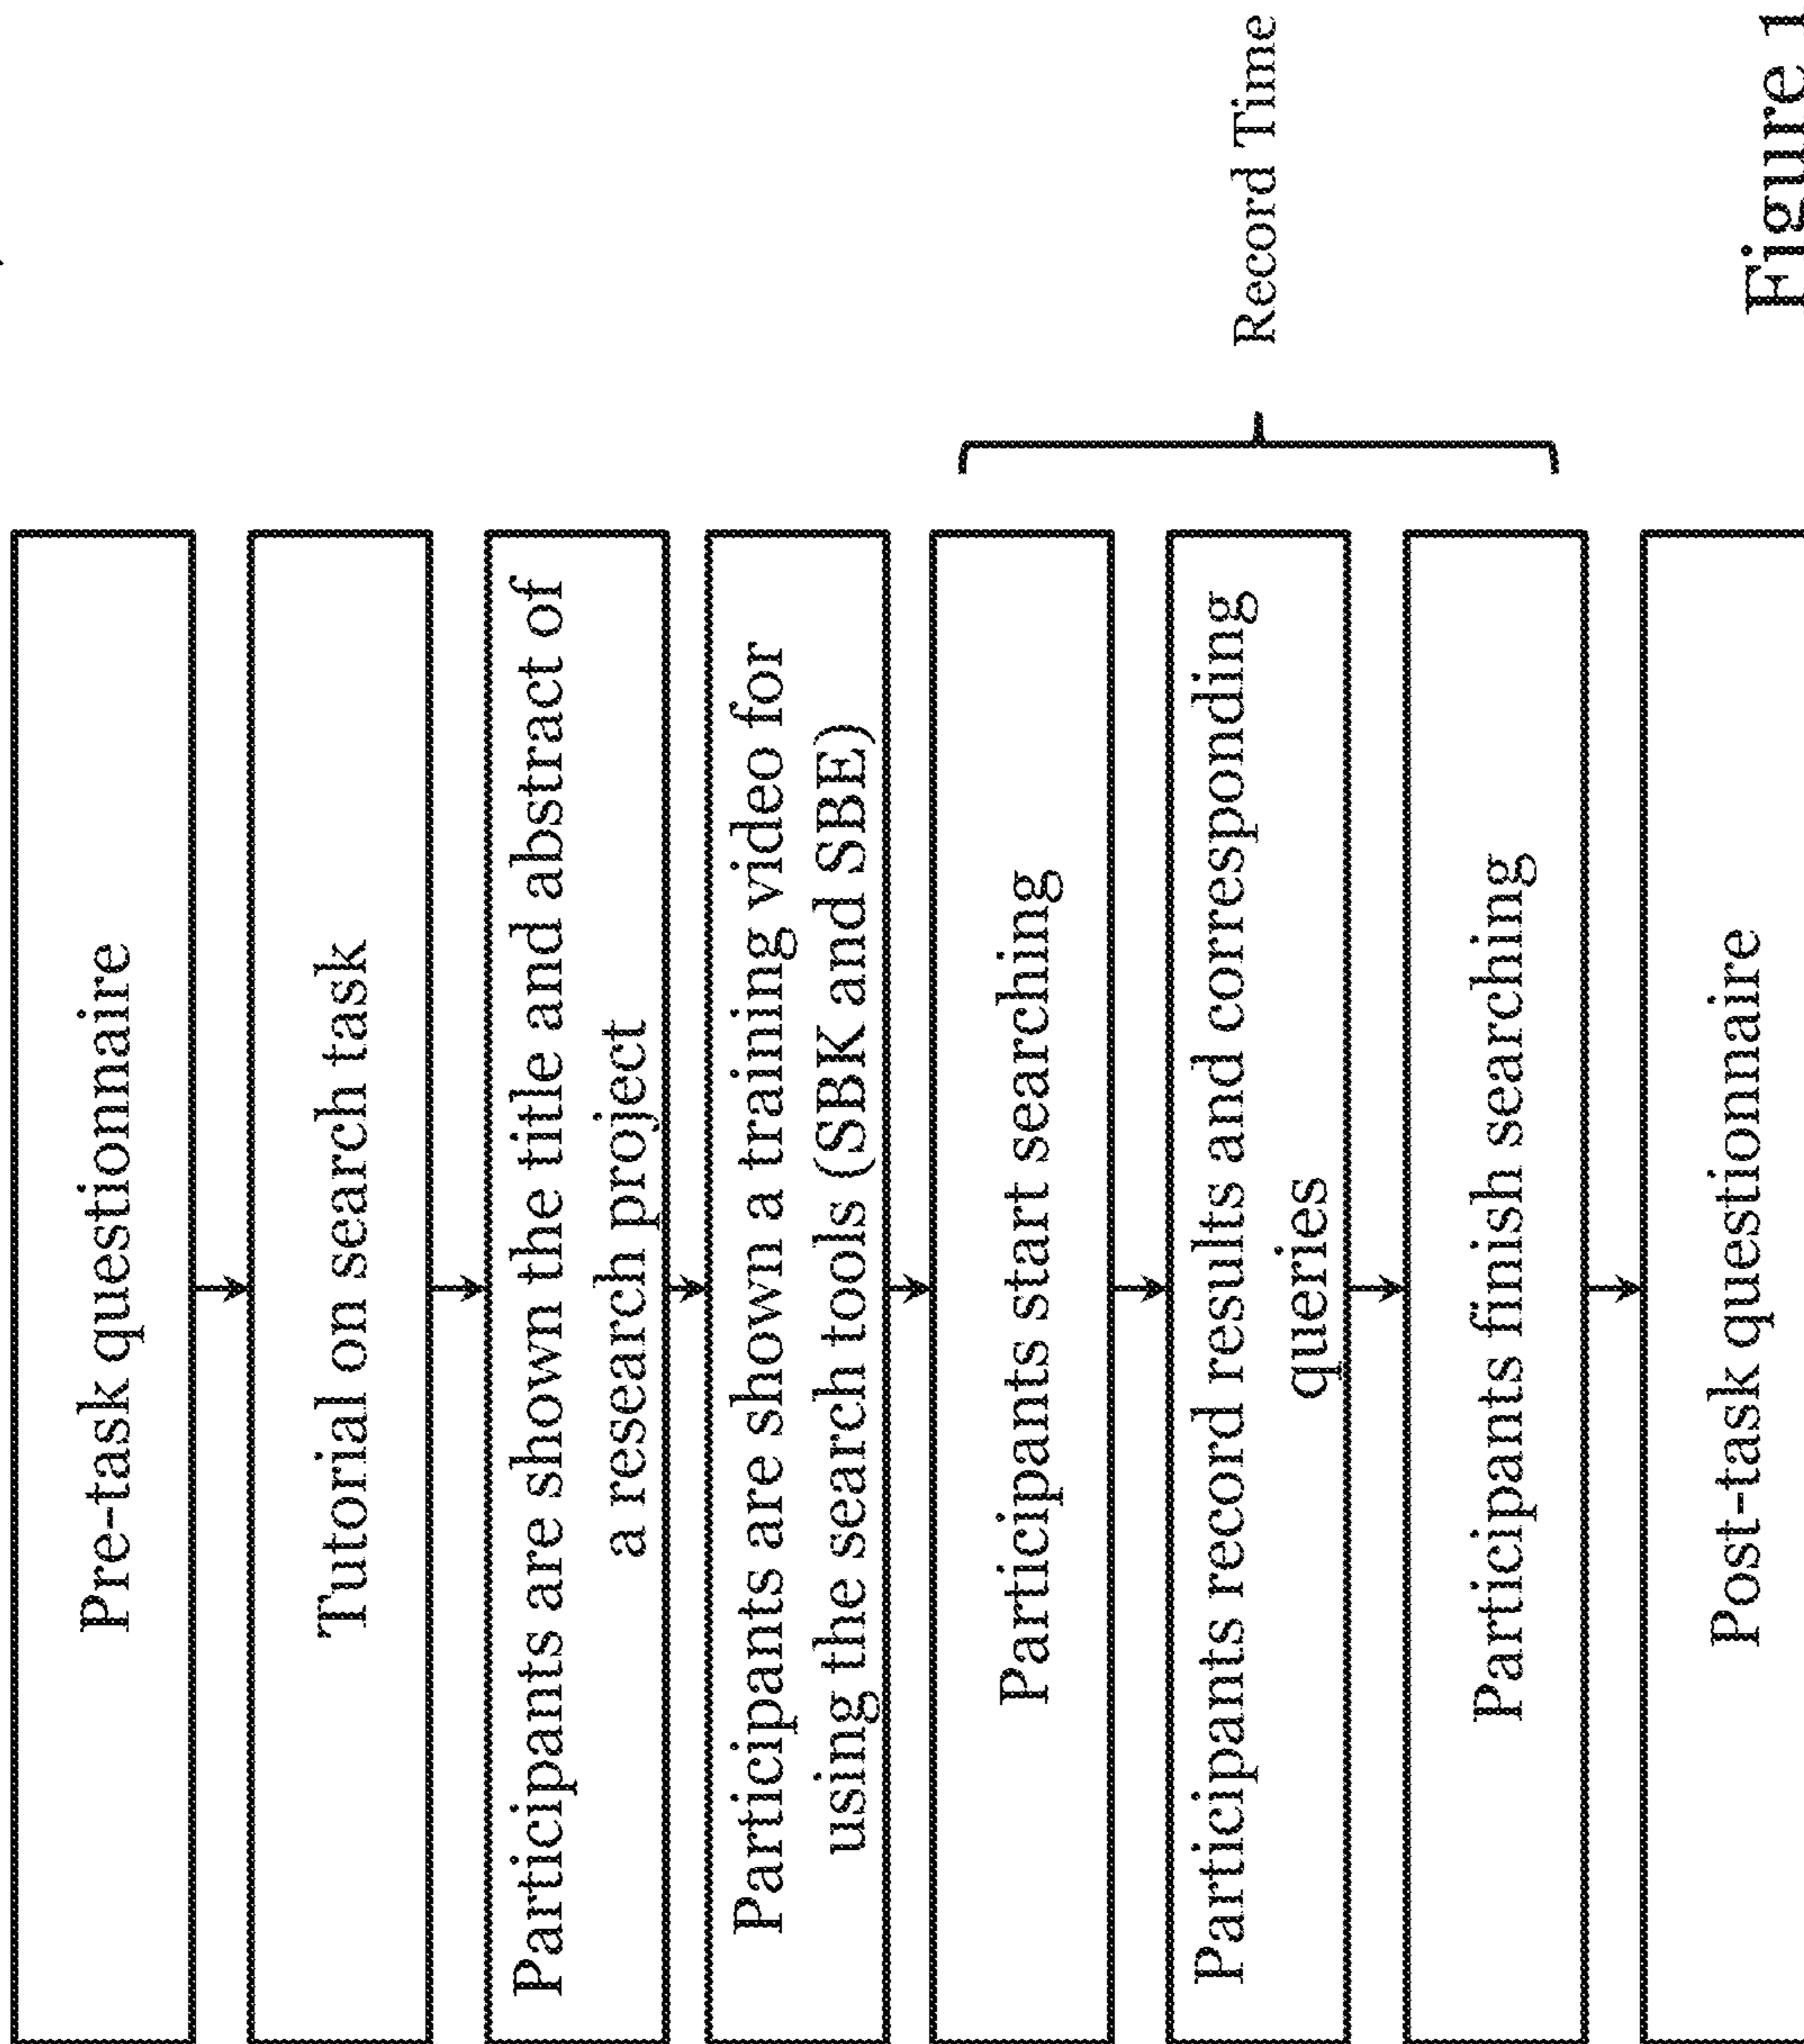 Pre-task questionnaire
Tutorial on search task
Participants are shown the title and abstract of
a research project
Participants are shown a training video for
using the search tools (SBK and SBE)
Participants start searching
Participants record results and corresponding
queries
Participants finish searching
Record Time
Post-task questionnaire
Figure 1